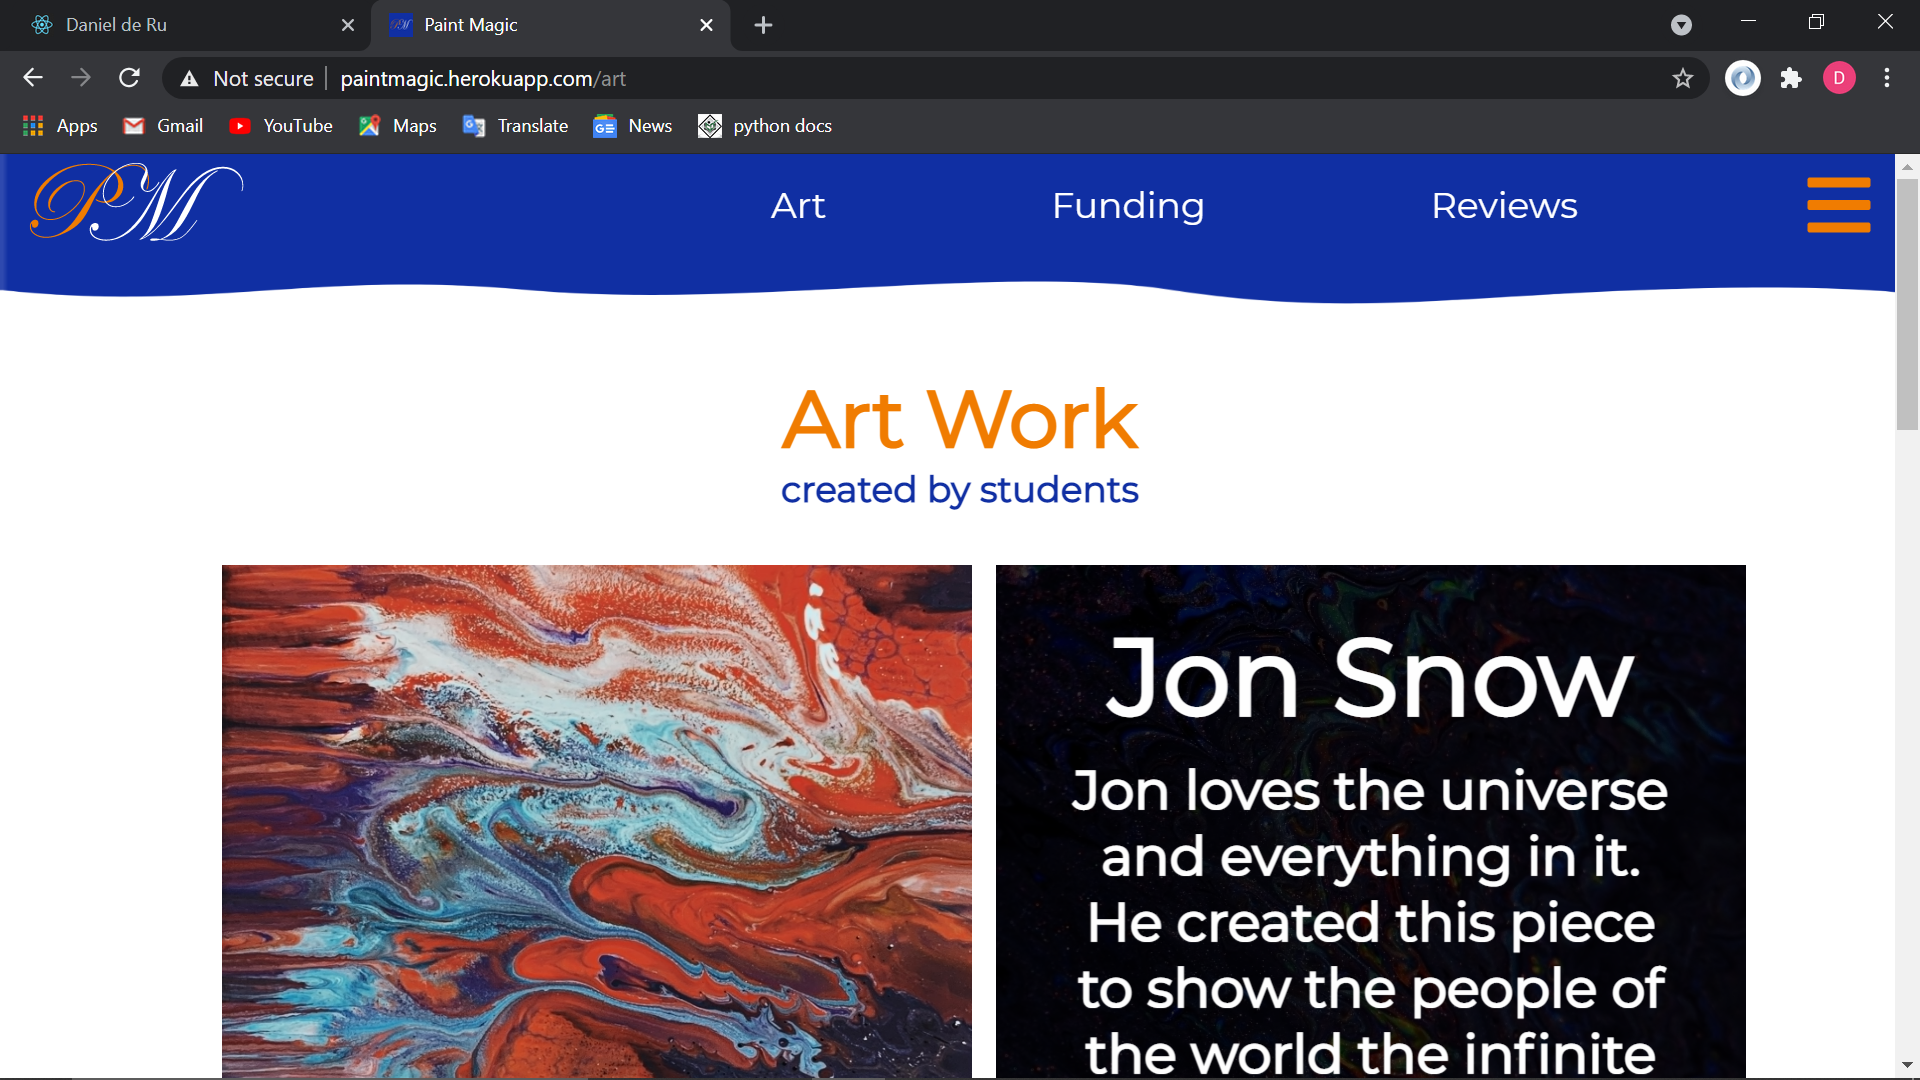 Daniel de Ru
Paint Magic
Not secure
paintmagic.herokuapp.com/art
D
Apps
Gmail
YouTube
Maps
Translate
News
python docs
PM
Art
Funding
Reviews
Art Work
created by students
Jon Snow
Jon loves the universe
and everything in it.
He created this piece
to show the people of
the world the infinite